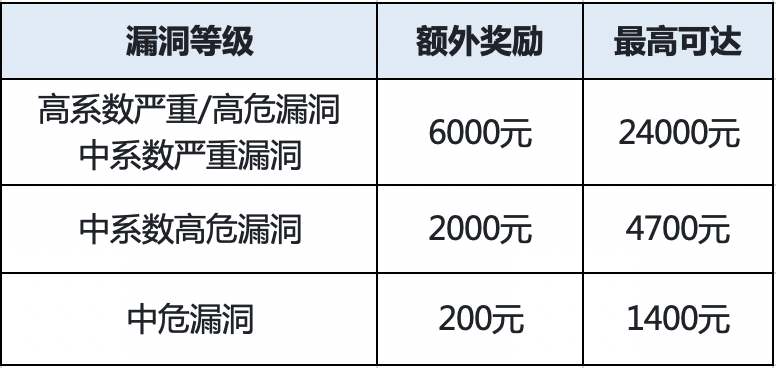 漏洞等级 额外奖励 最高可达
高系数严重/高危漏洞
中系数严重漏洞
6000元 24000元
中系数高危漏洞 2000元 4700元
中危漏洞 200元 1400元